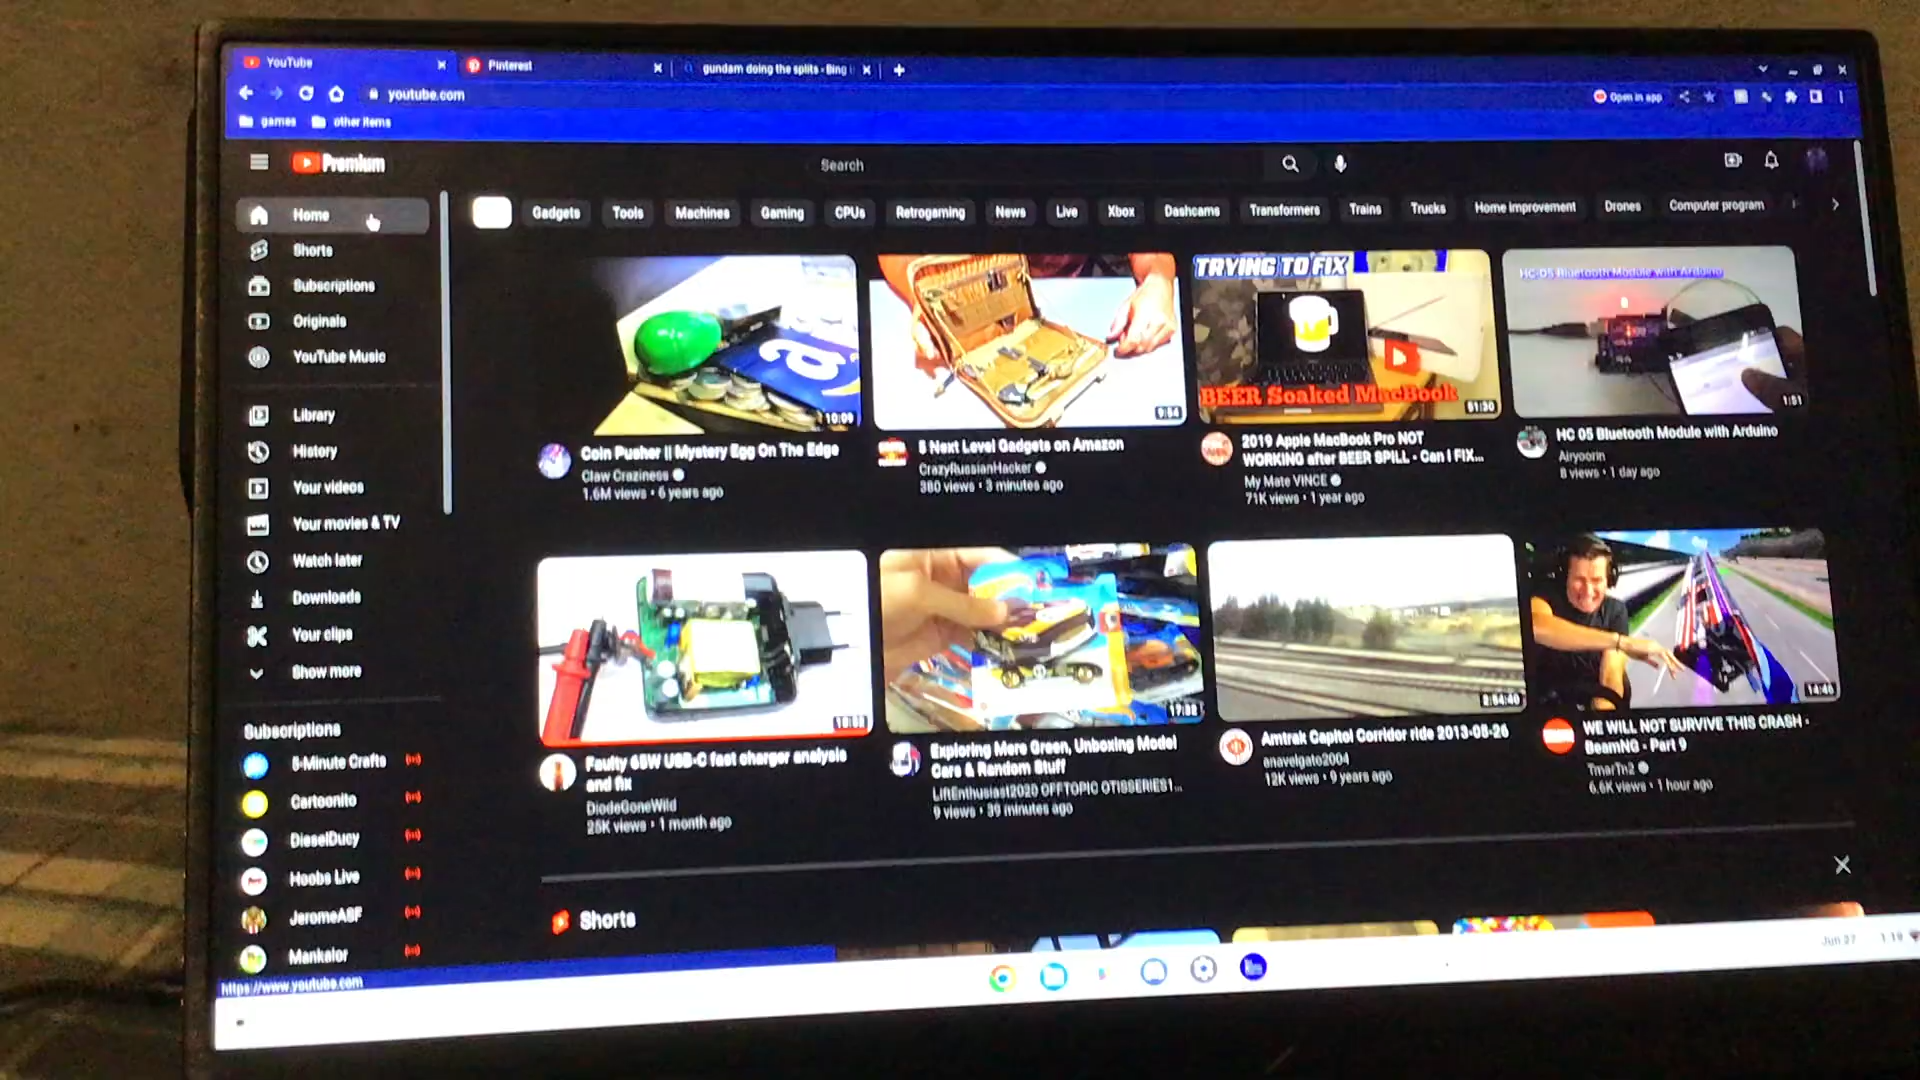 YouTube
Pinterest
gundam doing the splits - Bing
youtube.com
Open in app
games
other items
Premium
Search
Home
Gadgets
Tools
Machines
Gaming
CPUs
Retrogaming
News
Live
Xbox
Dashcams
Transformers
Trains
Trucks
Home improvement
Drones
Computer program
Shorts
Subscriptions
Originals
YouTube Music
Library
History
Your videos
Your movies & TV
Watch later
Downloads
Your clips
Show more
Subscriptions
5-Minute Crafts
Cartoonito
DieselDucy
Hoobs Live
JeromeASF
Mankalor
10:09
Coin Pusher || Mystery Egg On The Edge
Claw Craziness
1.6M views • 6 years ago
9:54
5 Next Level Gadgets on Amazon
CrazyRussianHacker
380 views • 3 minutes ago
TRYING TO FIX
BEER Soaked MacBook
51:30
2019 Apple MacBook Pro NOT
WORKING after BEER SPILL - Can I FIX...
My Mate VINCE
71K views • 1 year ago
HC-05 Bluetooth Module with Arduino
1:51
HC 05 Bluetooth Module with Arduino
Airyoorin
8 views • 1 day ago
Faulty 65W USB-C fast charger analysis
and fix
DiodeGoneWild
25K views • 1 month ago
17:32
Exploring Mere Green, Unboxing Model
Cars & Random Stuff
LiftEnthusiast2020 OFFTOPIC OTISSERIES1...
9 views • 39 minutes ago
2:54:40
Amtrak Capitol Corridor ride 2013-08-26
anavelgato2004
12K views • 9 years ago
WE WILL NOT SURVIVE THIS CRASH -
BeamNG - Part 9
TmarTn2
6.6K views • 1 hour ago
Shorts
https://www.youtube.com
Jun 27
1:19